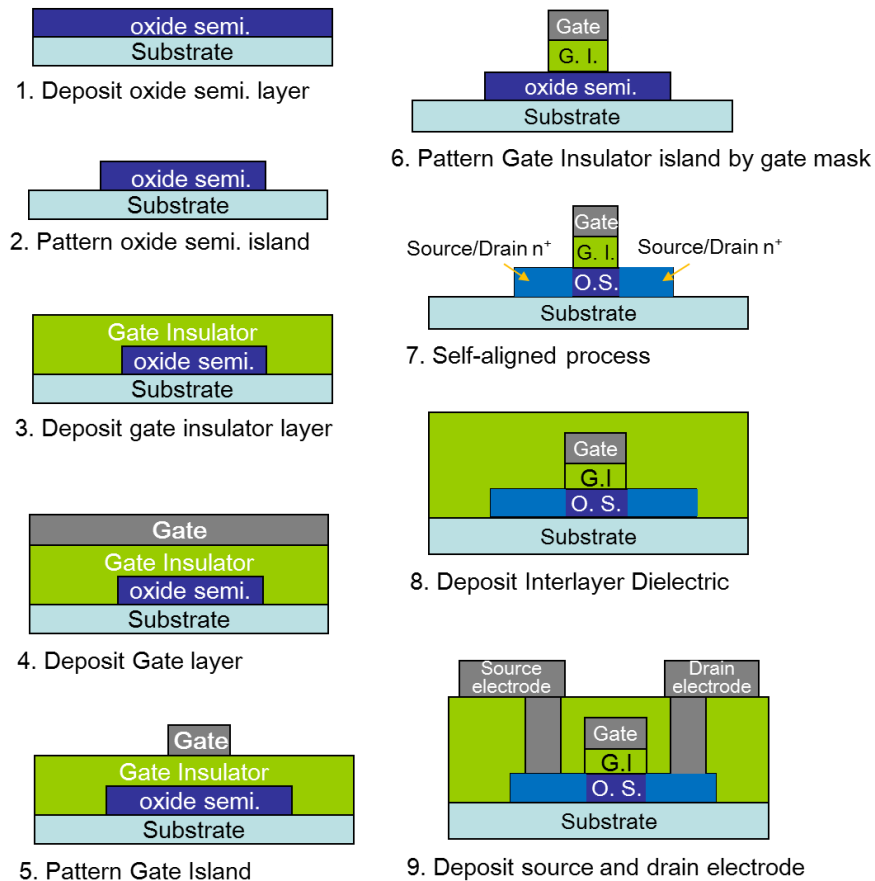 oxide semi.
Substrate
1. Deposit oxide semi. layer
oxide semi.
Substrate
2. Pattern oxide semi. island
Gate Insulator
oxide semi.
Substrate
3. Deposit gate insulator layer
Gate
Gate Insulator
oxide semi.
Substrate
4. Deposit Gate layer
Gate
Gate Insulator
oxide semi.
Substrate
5. Pattern Gate Island
Gate
G. I.
oxide semi.
Substrate
6. Pattern Gate Insulator island by gate mask
Gate
Source/Drain n⁺
G. I.
Source/Drain n⁺
O.S.
Substrate
7. Self-aligned process
Gate
G.I
O. S.
Substrate
8. Deposit Interlayer Dielectric
Source
electrode
Drain
electrode
Gate
G.I
O. S.
Substrate
9. Deposit source and drain electrode